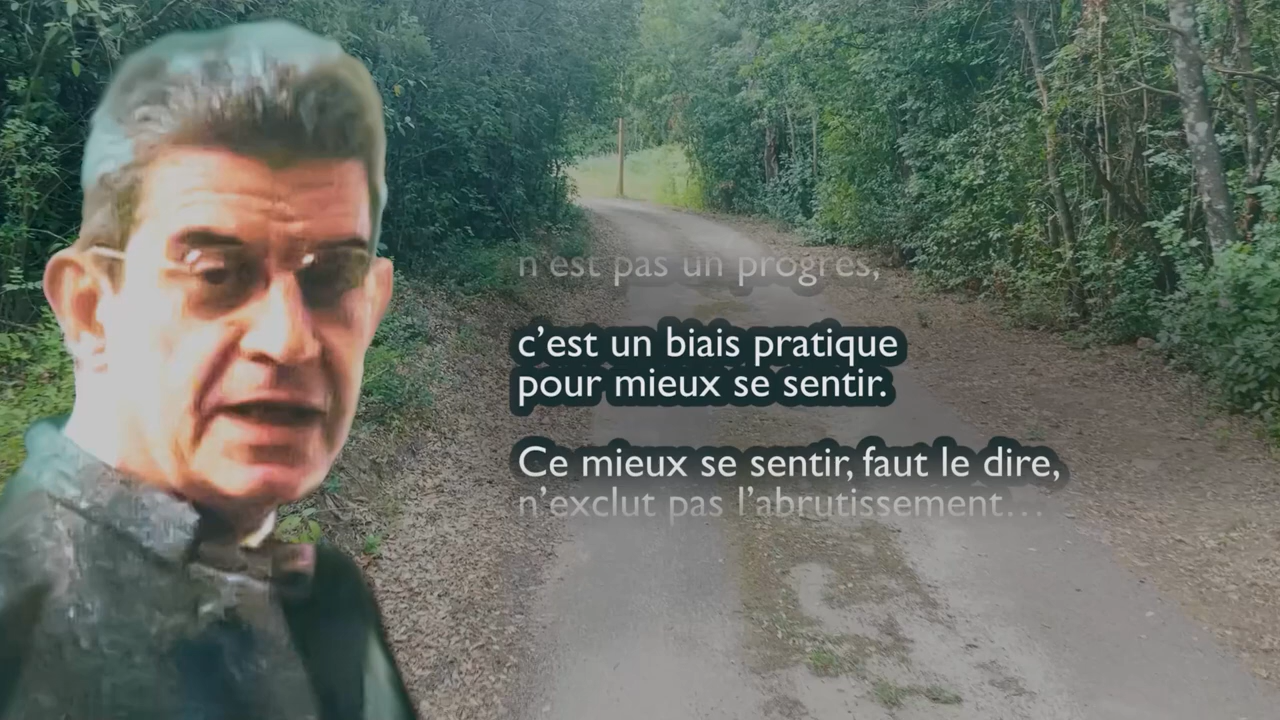 n'est pas un progrès,
c’est un biais pratique
pour mieux se sentir.
Ce mieux se sentir, faut le dire,
n’exclut pas l’abrutissement…